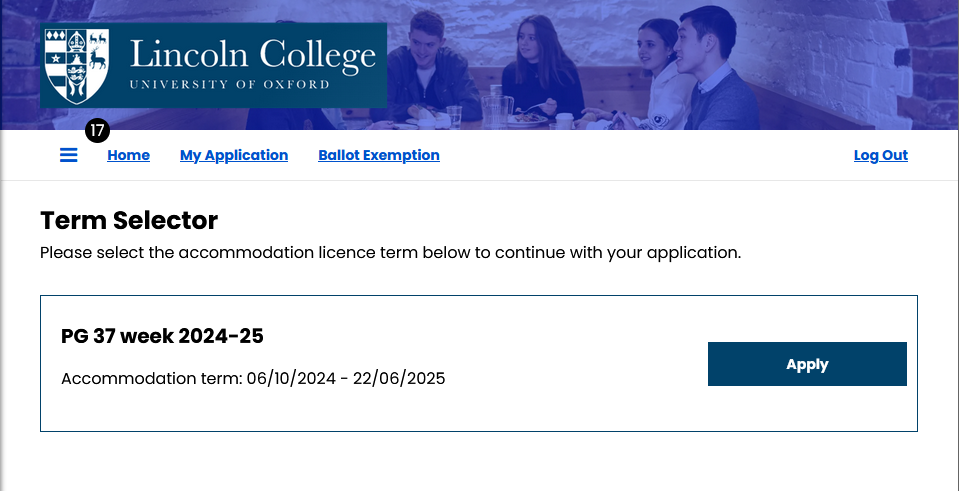 Lincoln College
UNIVERSITY OF OXFORD
17
Home My Application Ballot Exemption Log Out
Term Selector
Please select the accommodation licence term below to continue with your application.
PG 37 week 2024-25
Accommodation term: 06/10/2024 - 22/06/2025
Apply